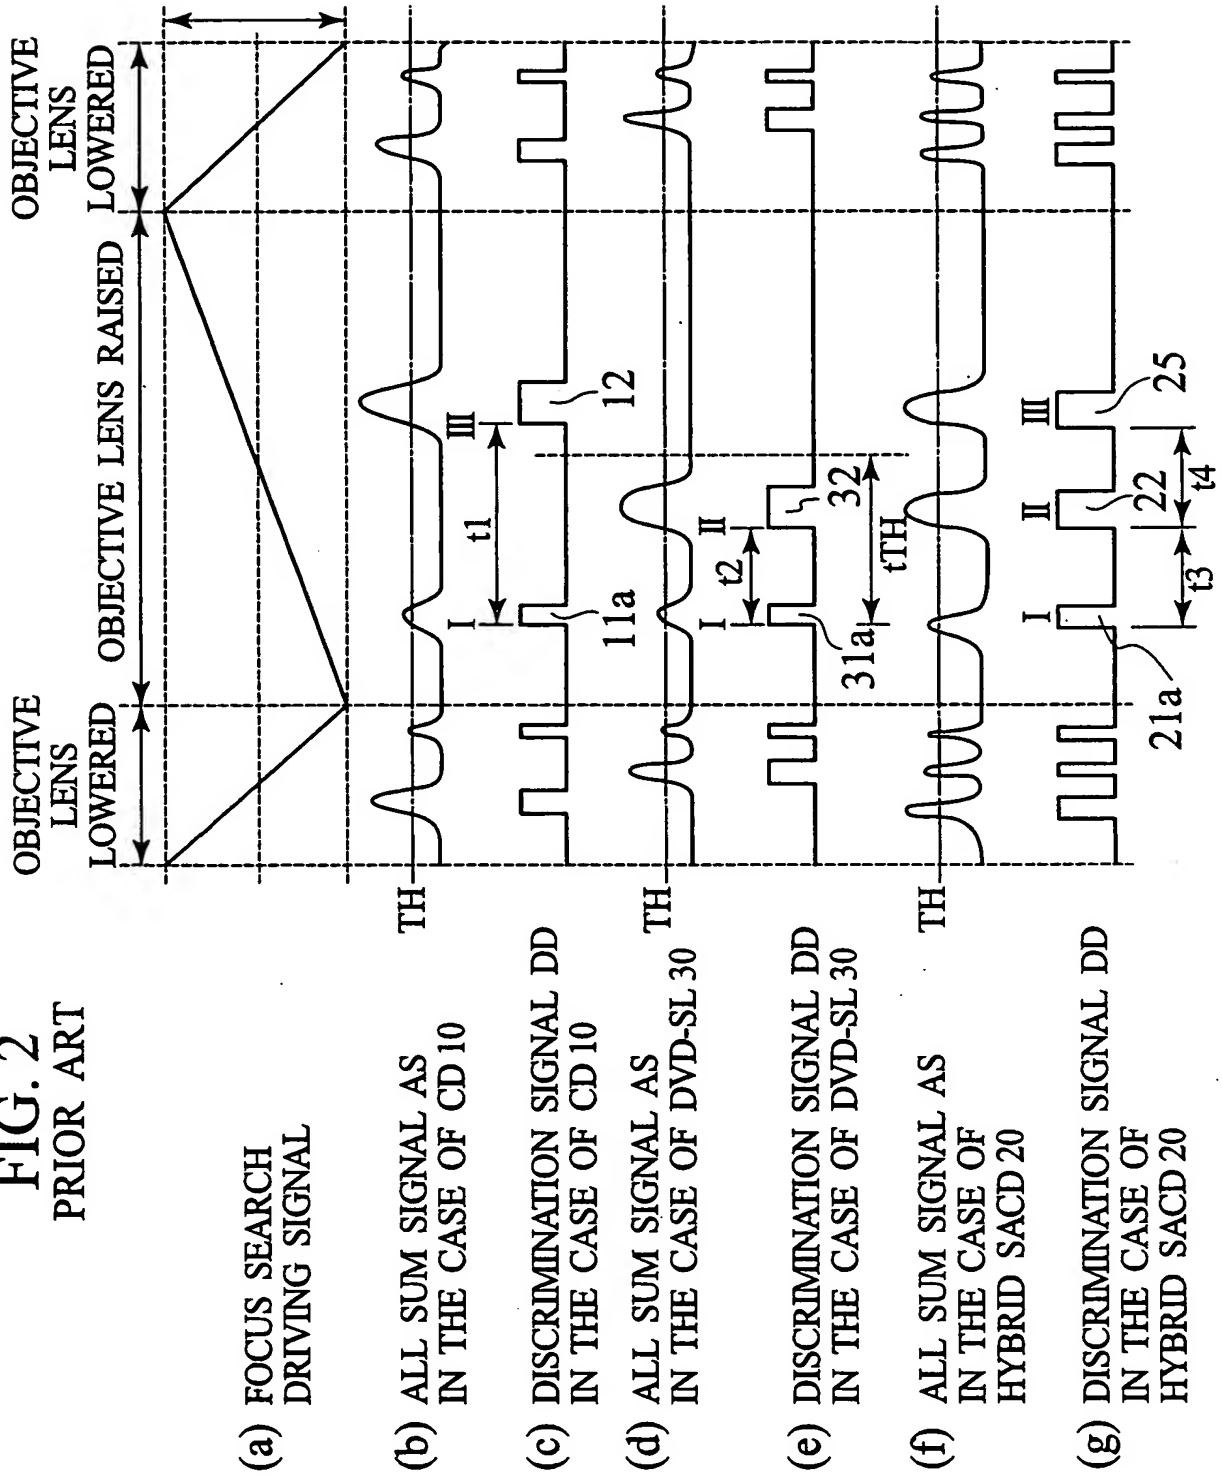 FIG. 2
PRIOR ART
OBJECTIVE
LENS
LOWERED
OBJECTIVE LENS RAISED
OBJECTIVE
LENS
LOWERED
(a) FOCUS SEARCH
DRIVING SIGNAL
(b) ALL SUM SIGNAL AS
IN THE CASE OF CD 10
TH
(c) DISCRIMINATION SIGNAL DD
IN THE CASE OF CD 10
I
t1
III
11a
12
(d) ALL SUM SIGNAL AS
IN THE CASE OF DVD-SL 30
TH
(e) DISCRIMINATION SIGNAL DD
IN THE CASE OF DVD-SL 30
I
t2
II
31a
32
tTH
(f) ALL SUM SIGNAL AS
IN THE CASE OF
HYBRID SACD 20
TH
(g) DISCRIMINATION SIGNAL DD
IN THE CASE OF
HYBRID SACD 20
I
II
III
21a
22
25
t3
t4